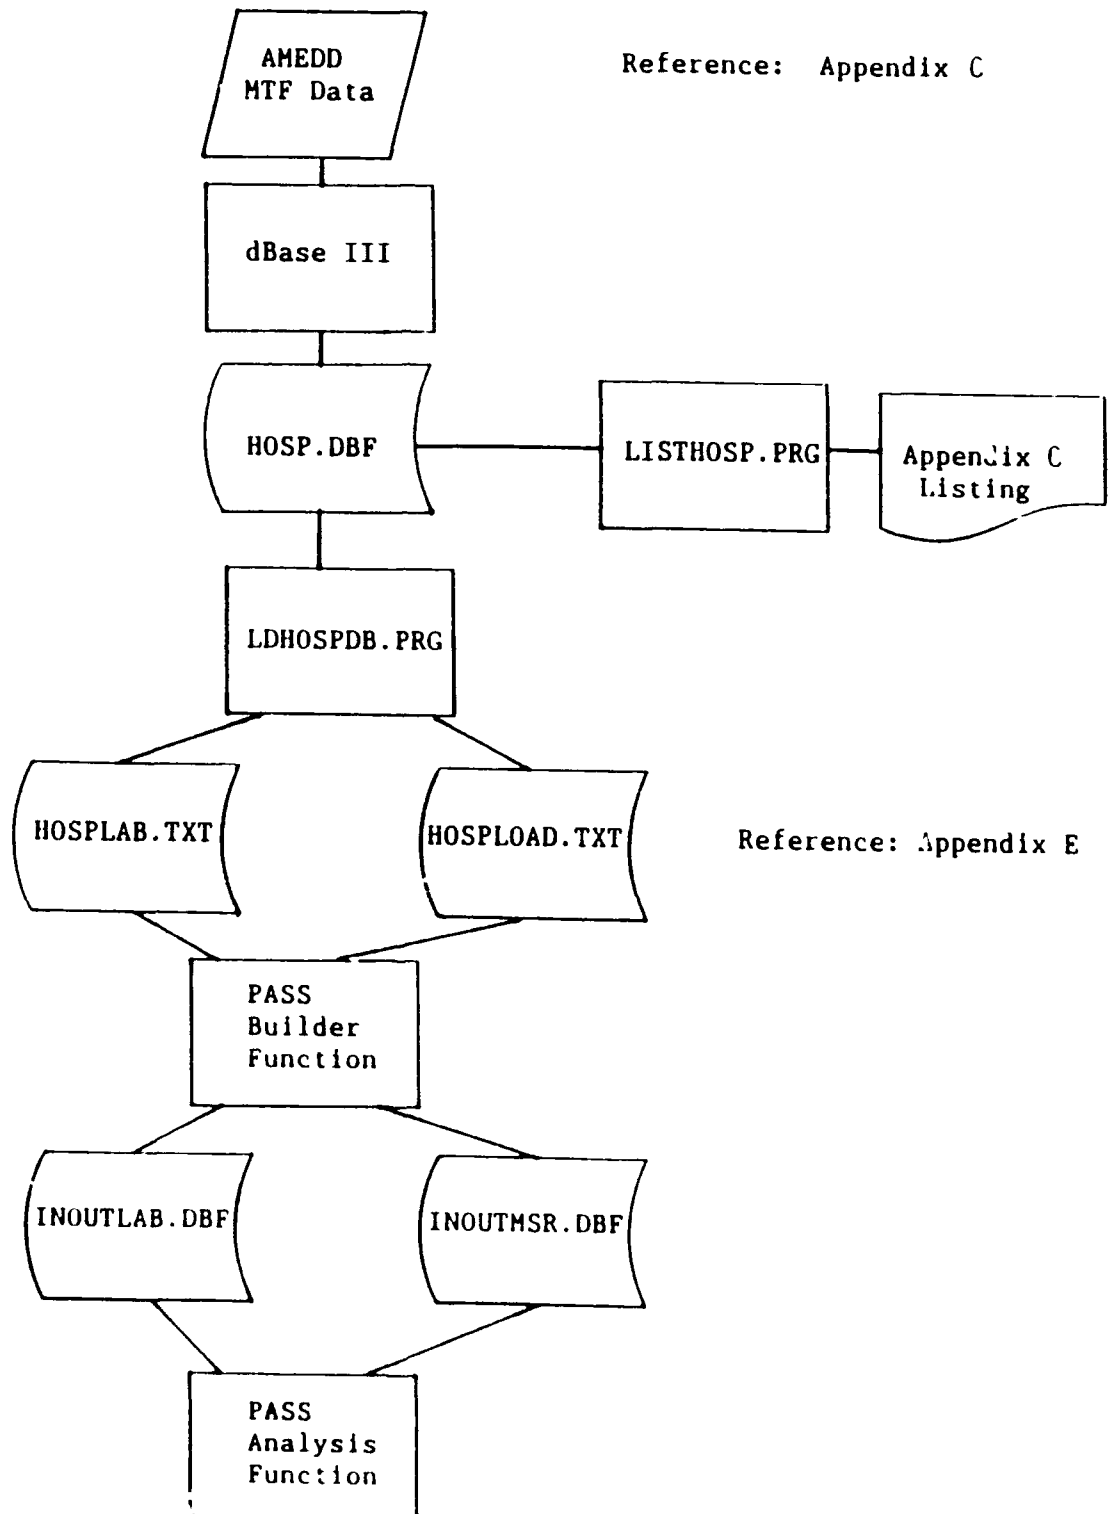 AMEDD
MTF Data
Reference: Appendix C
dBase III
HOSP.DBF
LISTHOSP.PRG
Appendix C
Listing
LDHOSPDB.PRG
HOSPLAB.TXT
HOSPLOAD.TXT
Reference: Appendix E
PASS
Builder
Function
INOUTLAB.DBF
INOUTMSR.DBF
PASS
Analysis
Function